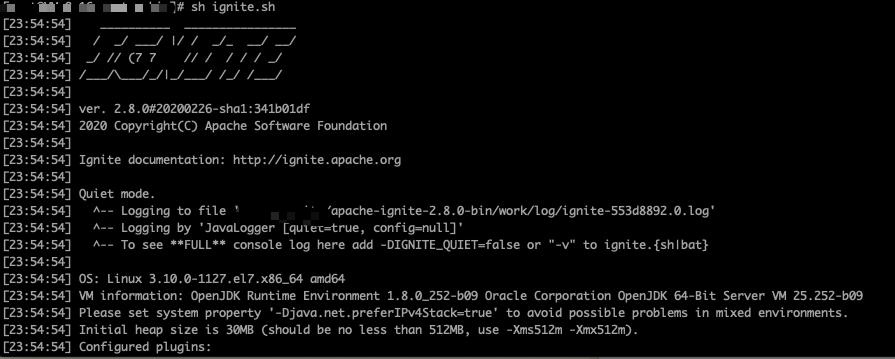 ]# sh ignite.sh
[23:54:54]    __________  ________________
[23:54:54]   /  _/ ___/ |/ /  _/_  __/ __/
[23:54:54]  _/ // (7 7    // /  / / / _/
[23:54:54] /___/\___/_/|_/___/ /_/ /___/
[23:54:54]
[23:54:54] ver. 2.8.0#20200226-sha1:341b01df
[23:54:54] 2020 Copyright(C) Apache Software Foundation
[23:54:54]
[23:54:54] Ignite documentation: http://ignite.apache.org
[23:54:54]
[23:54:54] Quiet mode.
[23:54:54]   ^-- Logging to file '/apache-ignite-2.8.0-bin/work/log/ignite-553d8892.0.log'
[23:54:54]   ^-- Logging by 'JavaLogger [quiet=true, config=null]'
[23:54:54]   ^-- To see **FULL** console log here add -DIGNITE_QUIET=false or "-v" to ignite.{sh|bat}
[23:54:54]
[23:54:54] OS: Linux 3.10.0-1127.el7.x86_64 amd64
[23:54:54] VM information: OpenJDK Runtime Environment 1.8.0_252-b09 Oracle Corporation OpenJDK 64-Bit Server VM 25.252-b09
[23:54:54] Please set system property '-Djava.net.preferIPv4Stack=true' to avoid possible problems in mixed environments.
[23:54:54] Initial heap size is 30MB (should be no less than 512MB, use -Xms512m -Xmx512m).
[23:54:54] Configured plugins: